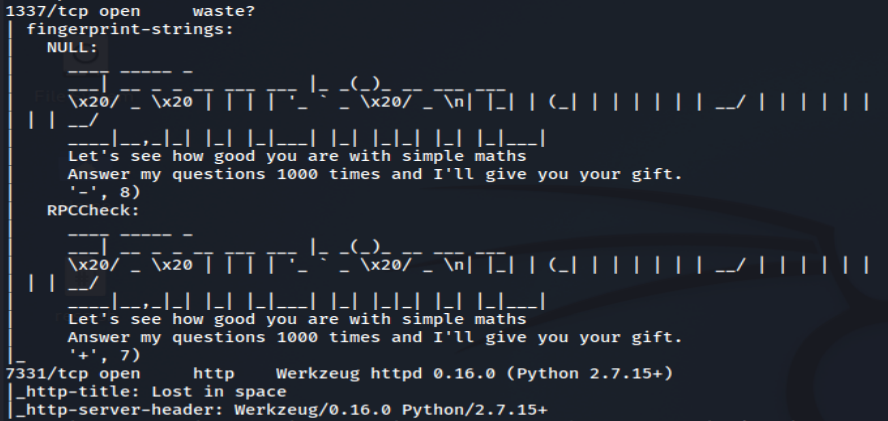 1337/tcp open     waste?
| fingerprint-strings:
|   NULL:
|     ____ _____ _
|     ___| __ _ _ __ ___ ___ |_ _(_)_ __ ___ ___
|     \x20/ _ \x20 | | | | '_ ` _ \x20/ _ \n| |_| | (_| | | | | | | __/ | | | | | |
| | | __/
|     ____|__,_|_| |_| |_|___| |_| |_|_| |_| |_|___|
|     Let's see how good you are with simple maths
|     Answer my questions 1000 times and I'll give you your gift.
|     '-', 8)
|   RPCCheck:
|     ____ _____ _
|     ___| __ _ _ __ ___ ___ |_ _(_)_ __ ___ ___
|     \x20/ _ \x20 | | | | '_ ` _ \x20/ _ \n| |_| | (_| | | | | | | __/ | | | | | |
| | | __/
|     ____|__,_|_| |_| |_|___| |_| |_|_| |_| |_|___|
|     Let's see how good you are with simple maths
|     Answer my questions 1000 times and I'll give you your gift.
|_    '+', 7)
7331/tcp open     http    Werkzeug httpd 0.16.0 (Python 2.7.15+)
|_http-title: Lost in space
|_http-server-header: Werkzeug/0.16.0 Python/2.7.15+